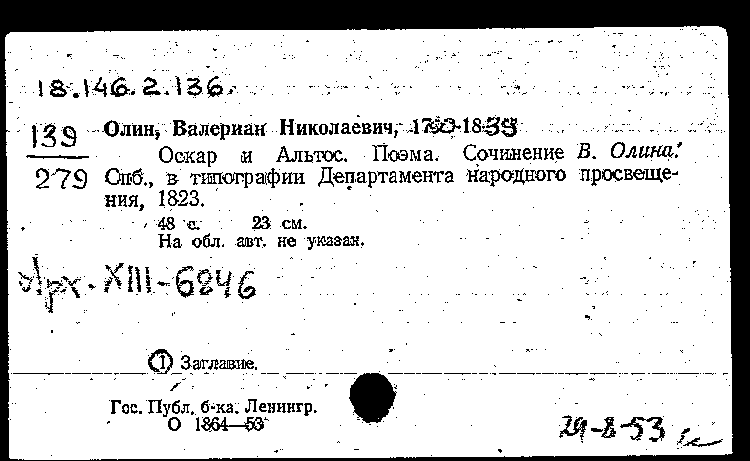 18.146.2.136.
139
279
Олин, Валериан Николаевич,
Оскар и Альтос. Поэма. Сочинение В. Олина.
Спб., в типографии Департамента народного просвеще-
ния, 1823.
48 с. 23 см.
На обл. авт. не указан.
XIII-6846
1 Заглавие.
Гос. Публ. б-ка. Ленингр.
О 1864—53
29-8-53